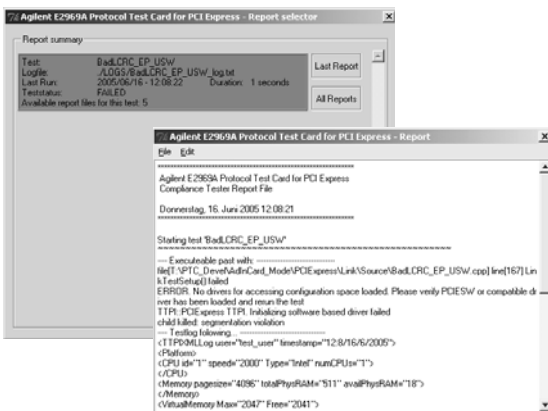 Agilent E2969A Protocol Test Card for PCI Express - Report selector
Report summary
Test: BadLCRC_EP_USW
Logfile: ./LOGS/BadLCRC_EP_USW_log.txt
Last Run: 2005/06/16 - 12:08:22 Duration: 1 seconds
Teststatus: FAILED
Available report files for this test: 5
Last Report
All Reports
Agilent E2969A Protocol Test Card for PCI Express - Report
File Edit
Agilent E2969A Protocol Test Card for PCI Express
Compliance Tester Report File
Donnerstag, 16. Juni 2005 12:08:21
Starting test "BadLCRC_EP_USW"
--- Executeable past with: ---
file[T:\PTC_Devel\AdInCard_Mode\PCIExpress\Link\Source\BadLCRC_EP_USW.cpp] line[167] Lin
kTestSetup() failed
ERROR. No drivers for accessing configuration space loaded. Please verify PCIESW or compatible dr
iver has been loaded and rerun the test
TTPI::PCIExpress TTPI. Initializing software based driver failed
child killed: segmentation violation
---- Testlog folowing... ---
<TTPIXMLLog user="test_user" timestamp="12:8/16/6/2005">
<Platform>
<CPU id="1" speed="2000" Type="Intel" numCPUs="1">
</CPU>
<Memory pagesize="4096" totalPhysRAM="511" availPhysRAM="18">
</Memory>
<VirtualMemory Max="2047" Free="2041">